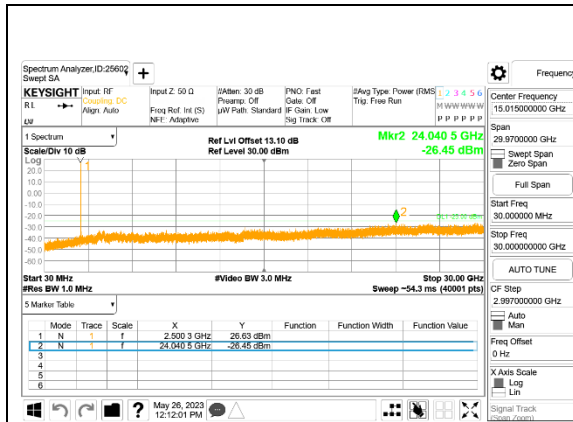 Spectrum Analyzer,ID:25602
Swept SA
+
Frequency
KEYSIGHT
Input: RF
Input Z: 50 Ω
#Atten: 30 dB
PNO: Fast
#Avg Type: Power (RMS
1 2 3 4 5 6
R L
Coupling: DC
Preamp: Off
Gate: Off
Trig: Free Run
M W W W W W
Align: Auto
Freq Ref: Int (S)
µW Path: Standard
IF Gain: Low
NFE: Adaptive
Sig Track: Off
P P P P P P
1 Spectrum
Ref Lvl Offset 13.10 dB
Mkr2 24.040 5 GHz
Scale/Div 10 dB
Ref Level 30.00 dBm
-26.45 dBm
Log
1
20.0
10.0
0.00
-10.0
-20.0
2
-30.0
-40.0
-50.0
-60.0
Start 30 MHz
#Video BW 3.0 MHz
Stop 30.00 GHz
#Res BW 1.0 MHz
Sweep ~54.3 ms (40001 pts)
5 Marker Table
Mode Trace Scale X Y Function Function Width Function Value
1 N 1 f 2.500 3 GHz 26.63 dBm
2 N 1 f 24.040 5 GHz -26.45 dBm
3
4
5
6
Center Frequency
15.015000000 GHz
Span
29.9700000 GHz
Swept Span
Zero Span
Full Span
Start Freq
30.000000 MHz
Stop Freq
30.000000000 GHz
AUTO TUNE
CF Step
2.997000000 GHz
Auto
Man
Freq Offset
0 Hz
X Axis Scale
Log
Lin
Signal Track
(Span Zoom)
?
May 26, 2023
12:12:01 PM